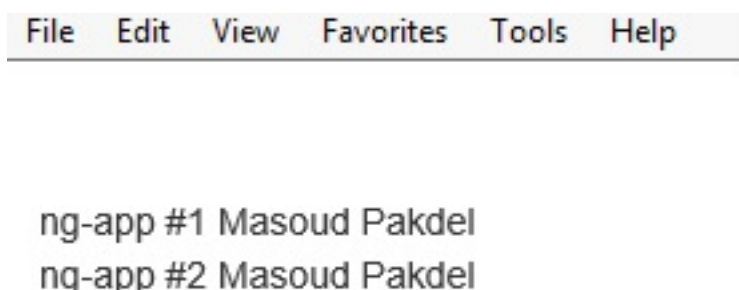 File Edit View Favorites Tools Help
ng-app #1 Masoud Pakdel
ng-app #2 Masoud Pakdel